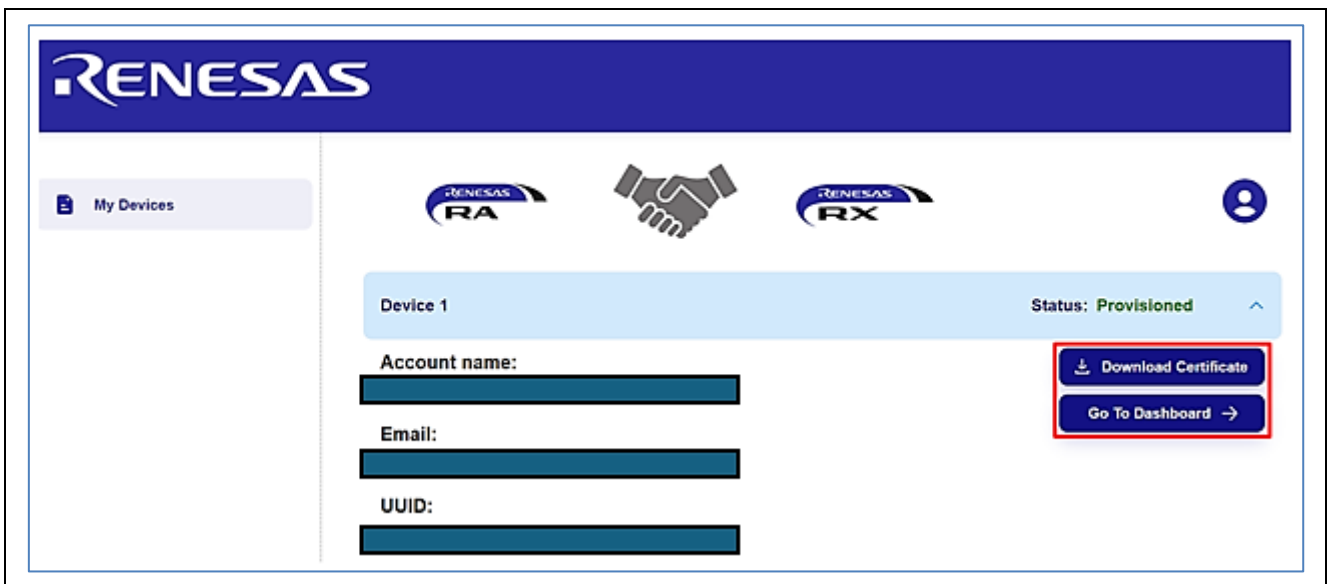 RENESAS
My Devices
RENESAS
RA
RENESAS
RX
Device 1
Status: Provisioned
Account name:
Download Certificate
Go To Dashboard →
Email:
UUID: